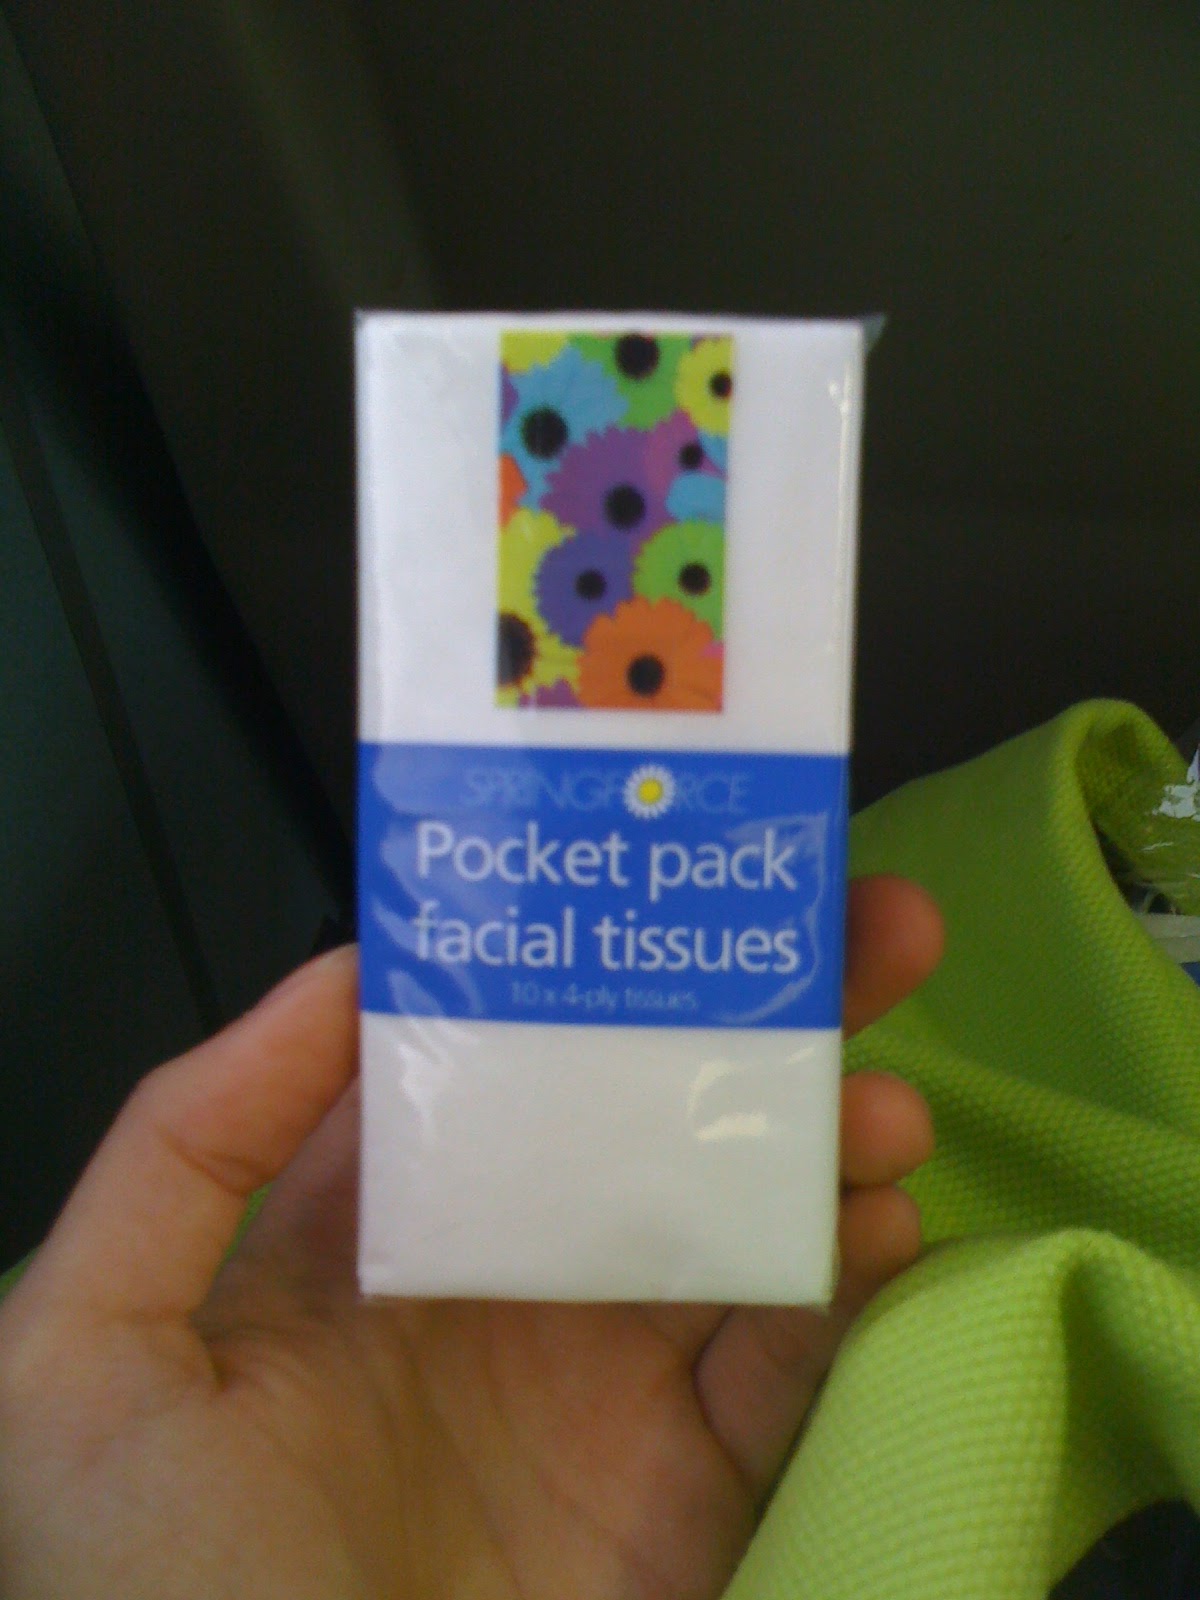 SPRINGFORCE
Pocket pack
facial tissues
10 x 4-ply tissues